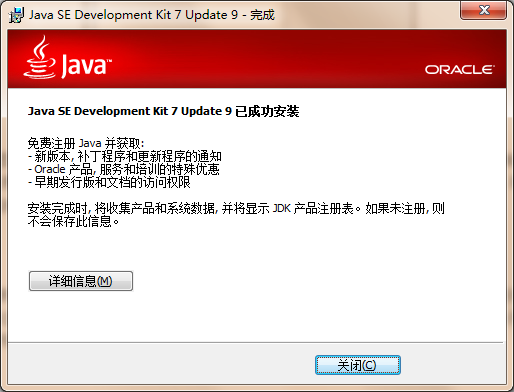 Java SE Development Kit 7 Update 9 - 完成
Java™
ORACLE
Java SE Development Kit 7 Update 9 已成功安装
免费注册 Java 并获取:
- 新版本, 补丁程序和更新程序的通知
- Oracle 产品, 服务和培训的特殊优惠
- 早期发行版和文档的访问权限
安装完成时, 将收集产品和系统数据, 并将显示 JDK 产品注册表。如果未注册, 则
不会保存此信息。
详细信息(M)
关闭(C)